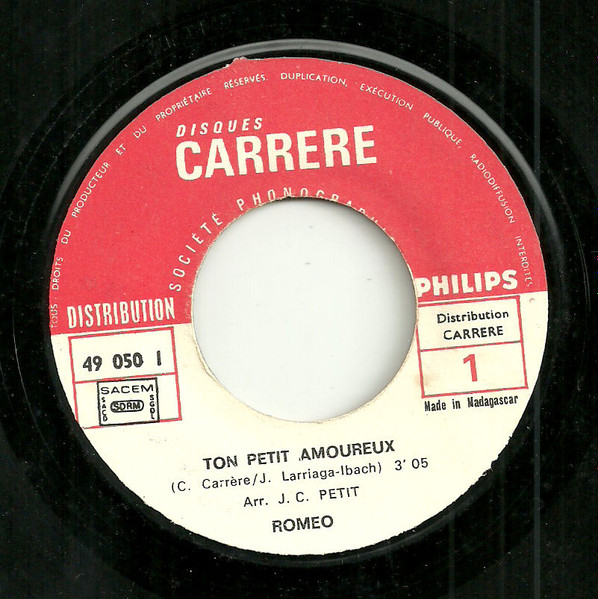 TOUS DROITS DU PRODUCTEUR ET DU PROPRIÉTAIRE RÉSERVÉS. DUPLICATION, EXÉCUTION PUBLIQUE, RADIODIFFUSION INTERDITES
DISQUES
CARRERE
SOCIÉTÉ
DISTRIBUTION
PHILIPS
49 050 I
SACEM
SACD
SDRM
SGDL
Distribution
CARRERE
1
Made in Madagascar
TON PETIT AMOUREUX
(C. Carrère/J. Larriaga-Ibach) 3' 05
Arr. J. C. PETIT
ROMEO